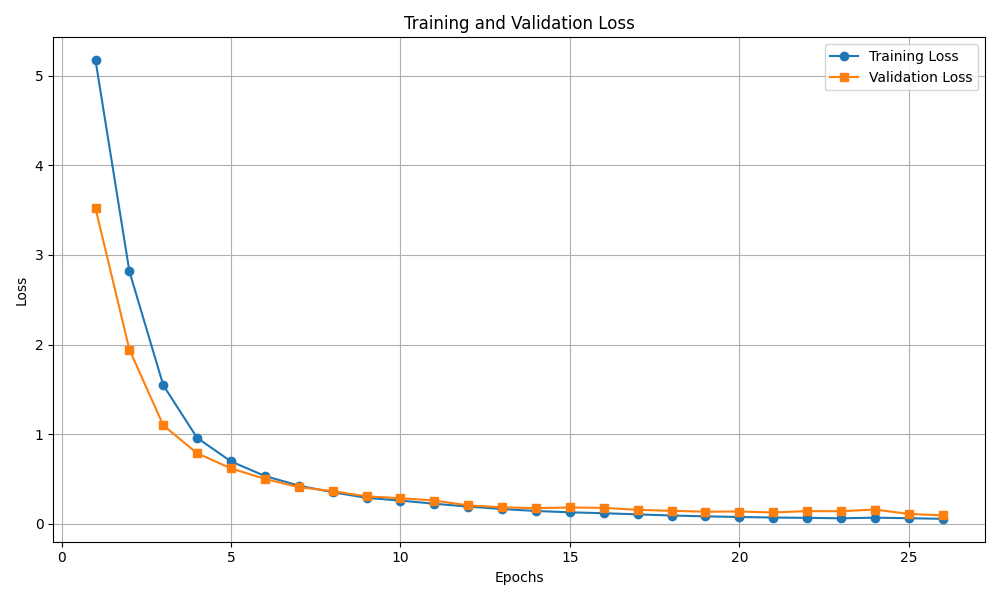 Training and Validation Loss
Training Loss
Validation Loss
5
4
3
2
1
0
Loss
0 5 10 15 20 25
Epochs